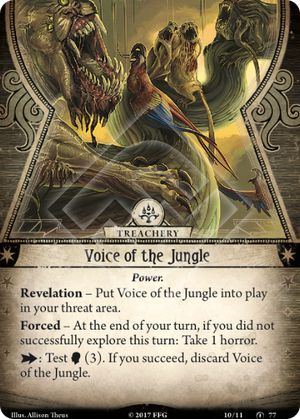 TREACHERY
Voice of the Jungle
Power.
Revelation – Put Voice of the Jungle into play
in your threat area.
Forced – At the end of your turn, if you did not
successfully explore this turn: Take 1 horror.
: Test (3). If you succeed, discard Voice
of the Jungle.
Illus. Allison Theus © 2017 FFG 10/11 77